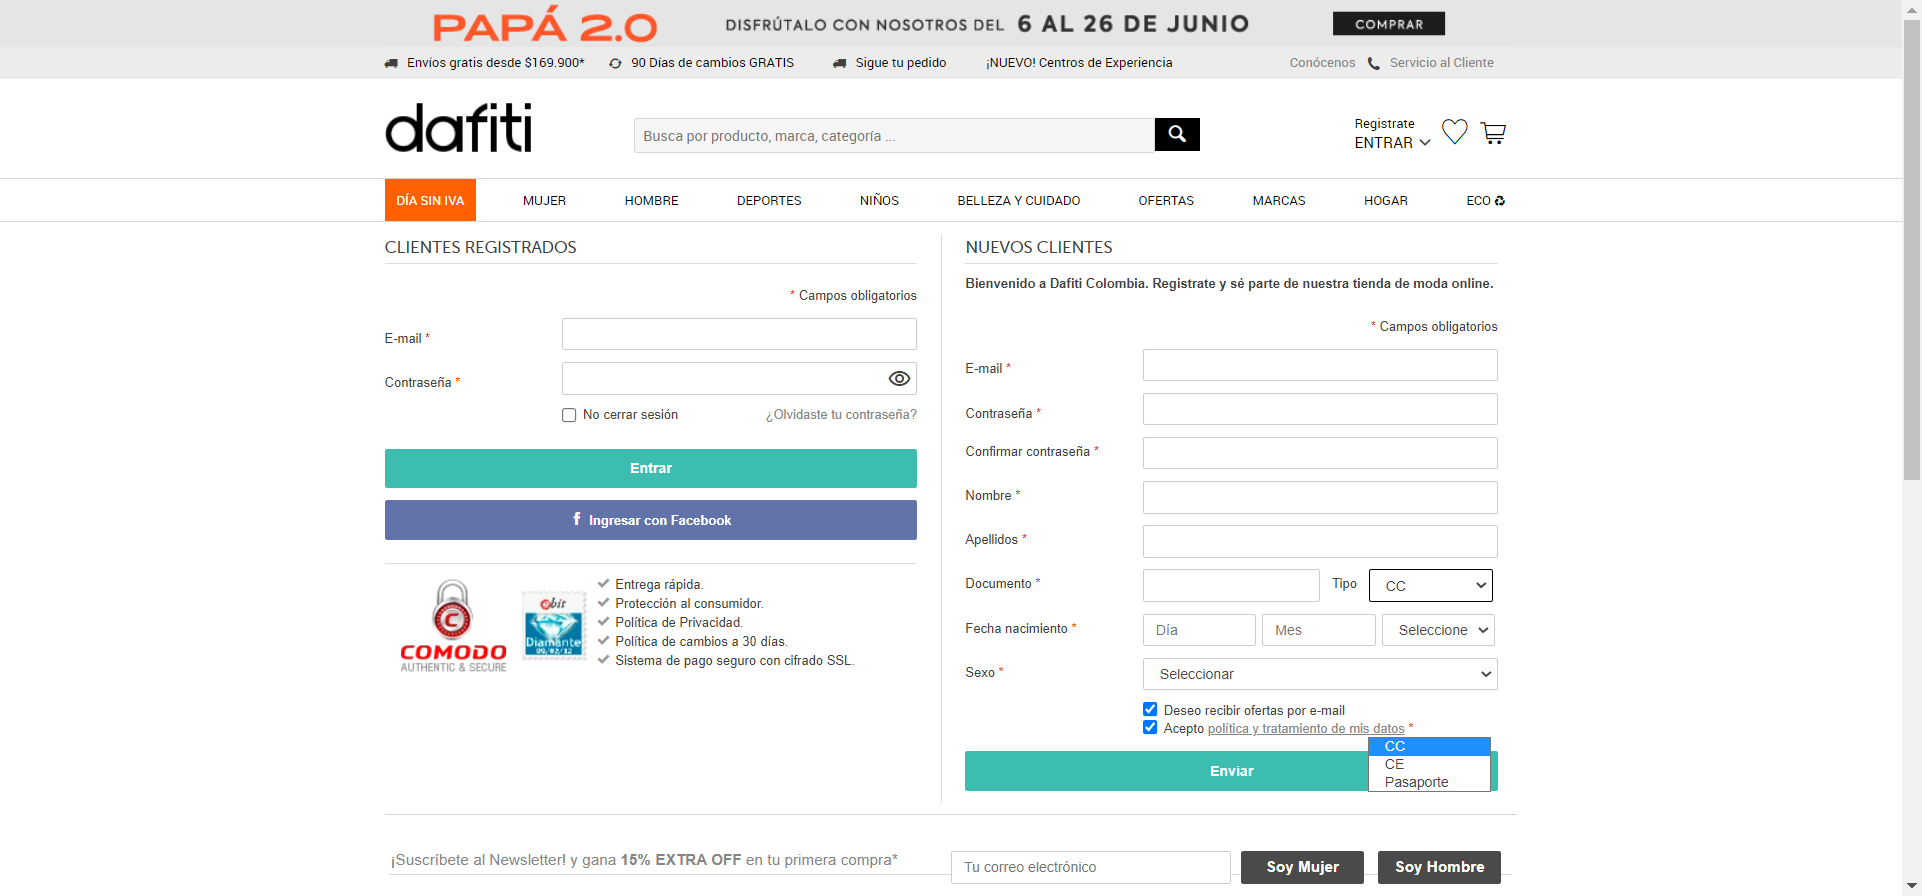 PAPÁ 2.0 DISFRÚTALO CON NOSOTROS DEL 6 AL 26 DE JUNIO COMPRAR
Envíos gratis desde $169.900* 90 Días de cambios GRATIS Sigue tu pedido ¡NUEVO! Centros de Experiencia Conócenos Servicio al Cliente
dafiti
Busca por producto, marca, categoría ...
Registrate
ENTRAR
DÍA SIN IVA MUJER HOMBRE DEPORTES NIÑOS BELLEZA Y CUIDADO OFERTAS MARCAS HOGAR ECO
CLIENTES REGISTRADOS
* Campos obligatorios
E-mail *
Contraseña *
No cerrar sesión ¿Olvidaste tu contraseña?
Entrar
f Ingresar con Facebook
C
COMODO
AUTHENTIC & SECURE
ebit
Diamante
09/02/12
Entrega rápida.
Protección al consumidor.
Política de Privacidad.
Política de cambios a 30 días.
Sistema de pago seguro con cifrado SSL.
NUEVOS CLIENTES
Bienvenido a Dafiti Colombia. Registrate y sé parte de nuestra tienda de moda online.
* Campos obligatorios
E-mail *
Contraseña *
Confirmar contraseña *
Nombre *
Apellidos *
Documento * Tipo CC
Fecha nacimiento * Día Mes Seleccione
Sexo * Seleccionar
Deseo recibir ofertas por e-mail
Acepto política y tratamiento de mis datos *
CC
CE
Pasaporte
Enviar
¡Suscríbete al Newsletter! y gana 15% EXTRA OFF en tu primera compra* Tu correo electrónico Soy Mujer Soy Hombre